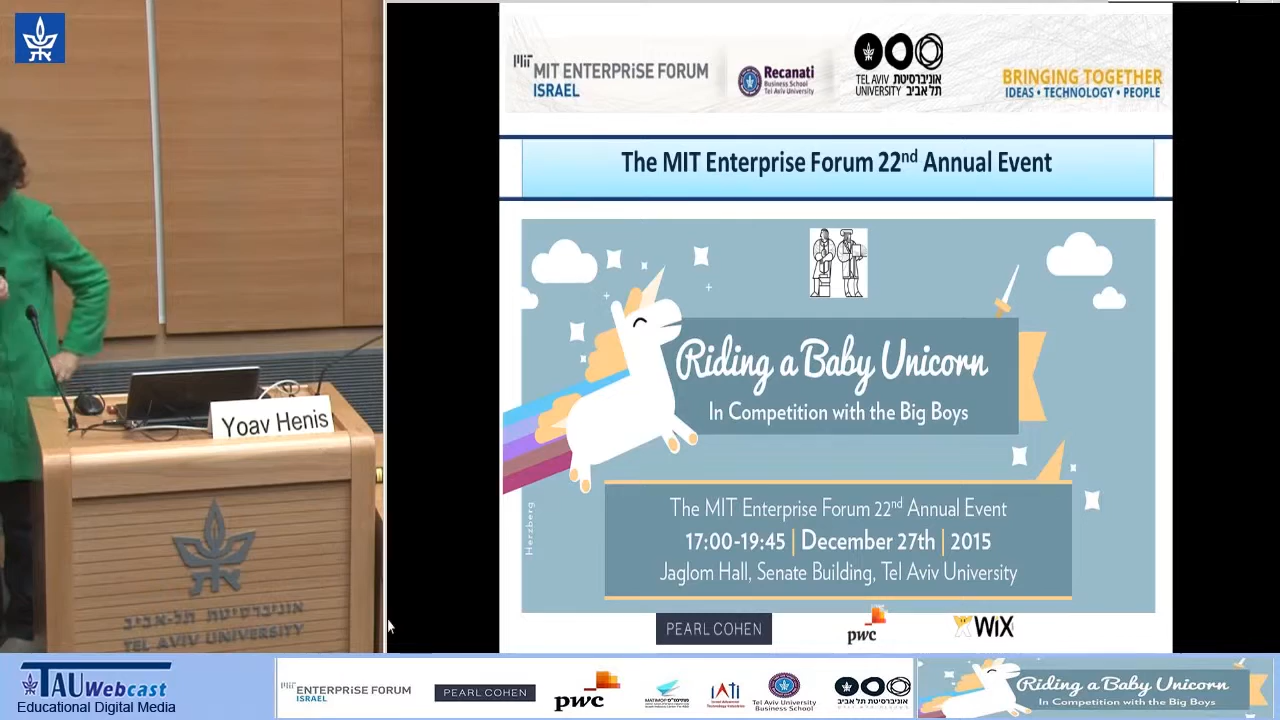 MIT ENTERPRISE FORUM
ISRAEL
Recanati
Business School
Tel Aviv University
TEL AVIV אוניברסיטת
UNIVERSITY תל אביב
BRINGING TOGETHER
IDEAS • TECHNOLOGY • PEOPLE
The MIT Enterprise Forum 22nd Annual Event
Riding a Baby Unicorn
In Competition with the Big Boys
Herzberg
The MIT Enterprise Forum 22nd Annual Event
17:00-19:45 | December 27th | 2015
Jaglom Hall, Senate Building, Tel Aviv University
PEARL COHEN
pwc
WiX
Yoav Henis
אוניברסיטת תל-אביב
TEL AVIV UNIVERSITY
TAU Webcast
Educational Digital Media
ENTERPRISE FORUM
ISRAEL
PEARL COHEN
pwc
IATI
Recanati
Tel Aviv University
Business School
Riding a Baby Unicorn
In Competition with the Big Boys